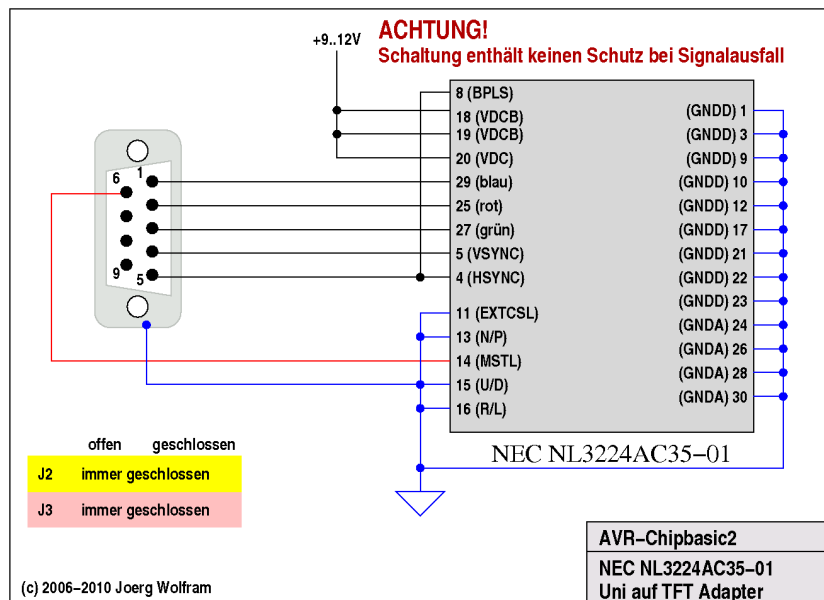 ACHTUNG!
Schaltung enthält keinen Schutz bei Signalausfall
+9..12V
8 (BPLS)
18 (VDCB)
19 (VDCB)
20 (VDC)
29 (blau)
25 (rot)
27 (grün)
5 (VSYNC)
4 (HSYNC)
11 (EXTCSL)
13 (N/P)
14 (MSTL)
15 (U/D)
16 (R/L)
(GNDD) 1
(GNDD) 3
(GNDD) 9
(GNDD) 10
(GNDD) 12
(GNDD) 17
(GNDD) 21
(GNDD) 22
(GNDD) 23
(GNDA) 24
(GNDA) 26
(GNDA) 28
(GNDA) 30
6
1
9
5
NEC NL3224AC35−01
offen geschlossen
J2 immer geschlossen
J3 immer geschlossen
AVR−Chipbasic2
NEC NL3224AC35−01
Uni auf TFT Adapter
(c) 2006−2010 Joerg Wolfram